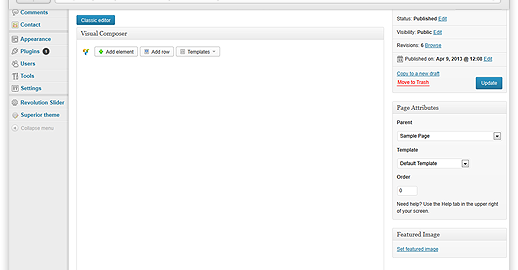 Comments
Contact
Appearance
Plugins 1
Users
Tools
Settings
Revolution Slider
Superior theme
Collapse menu
Classic editor
Visual Composer
Add element
Add row
Templates
Status: Published Edit
Visibility: Public Edit
Revisions: 6 Browse
Published on: Apr 9, 2013 @ 12:08 Edit
Copy to a new draft
Move to Trash
Update
Page Attributes
Parent
Sample Page
Template
Default Template
Order
0
Need help? Use the Help tab in the upper right
of your screen.
Featured Image
Set featured image